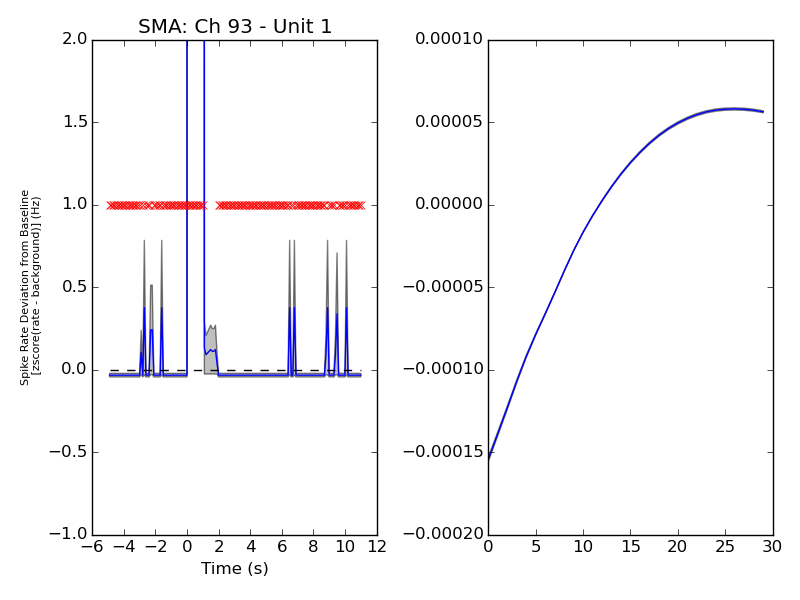 SMA: Ch 93 - Unit 1
2.0
1.5
1.0
0.5
0.0
−0.5
−1.0
−6 −4 −2 0 2 4 6 8 10 12
Time (s)
Spike Rate Deviation from Baseline
[zscore(rate - background)] (Hz)
0.00010
0.00005
0.00000
−0.00005
−0.00010
−0.00015
−0.00020
0 5 10 15 20 25 30